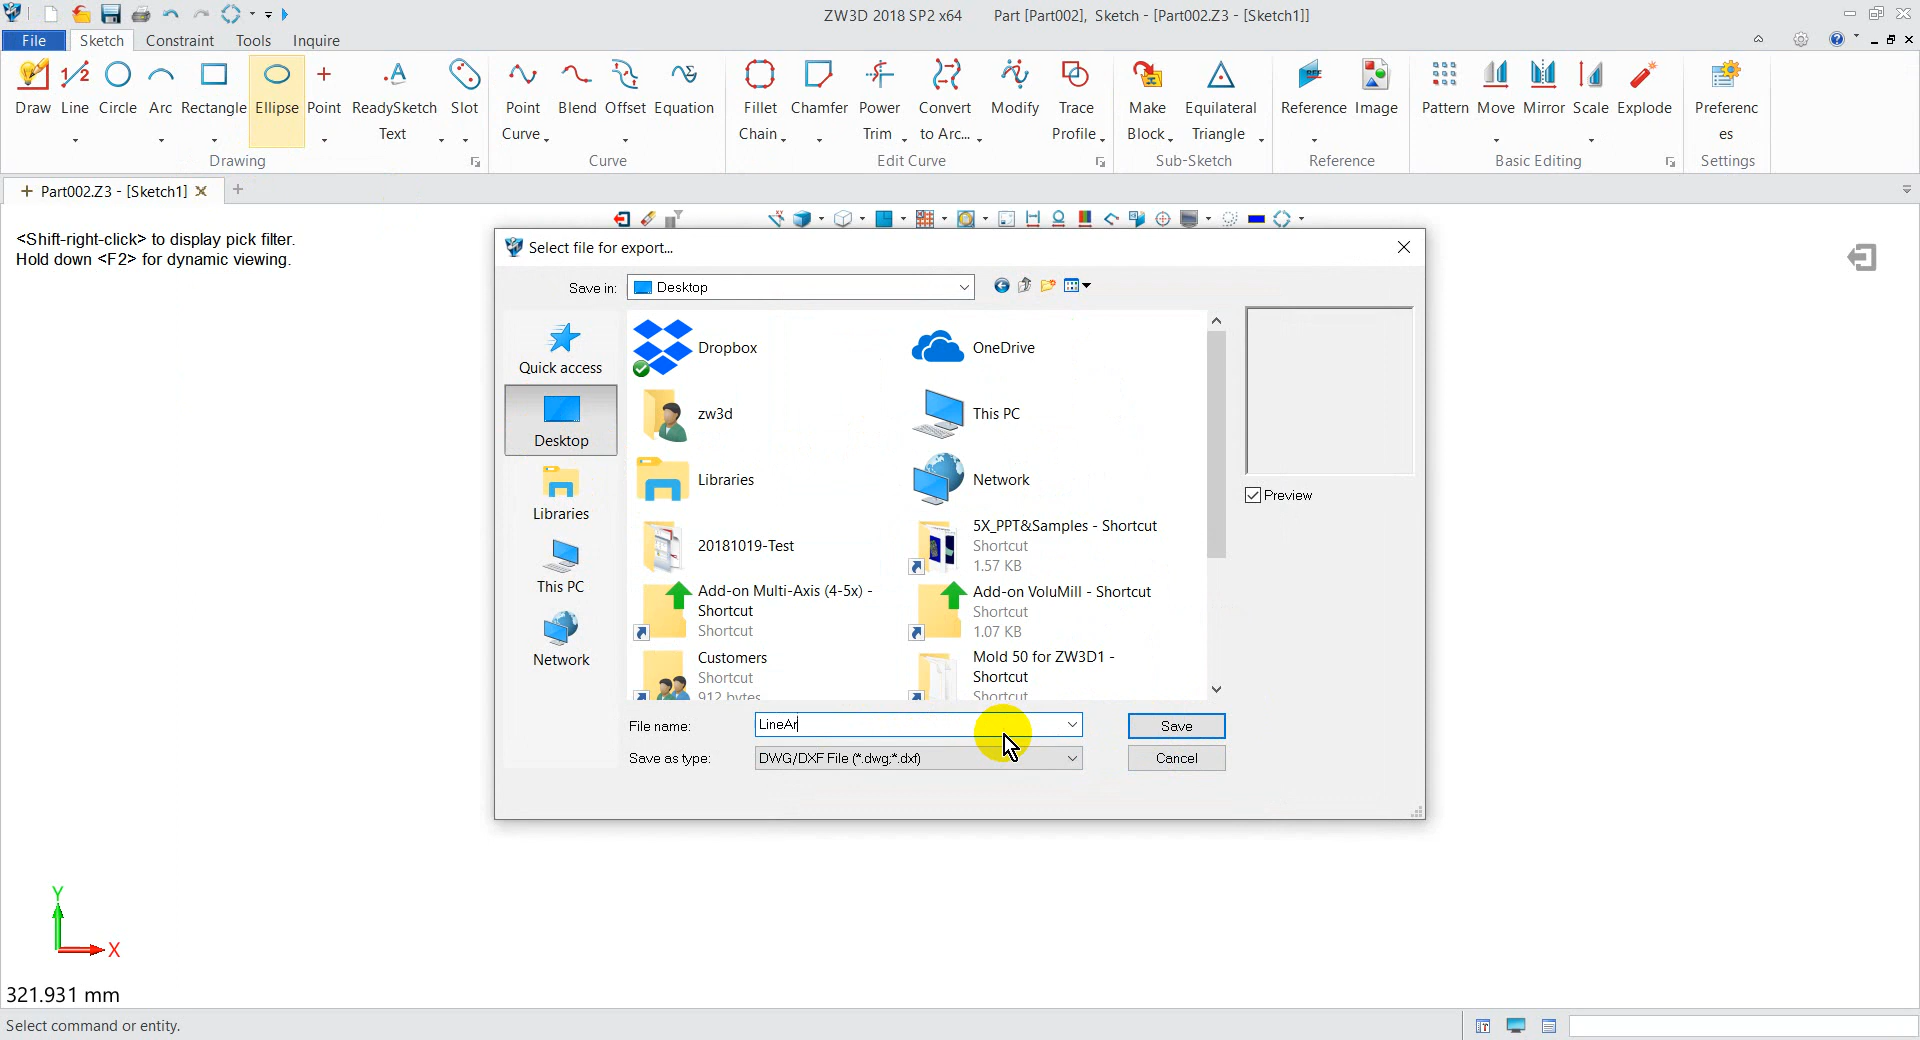 ZW3D 2018 SP2 x64 Part [Part002], Sketch - [Part002.Z3 - [Sketch1]]
File Sketch Constraint Tools Inquire
Draw Line Circle Arc Rectangle Ellipse Point ReadySketch Text Slot
Drawing
Point Curve Blend Offset Equation
Curve
Fillet Chain Chamfer Power Trim Convert to Arc... Modify Trace Profile
Edit Curve
Make Block Equilateral Triangle
Sub-Sketch
Reference Image
Reference
Pattern Move Mirror Scale Explode
Basic Editing
Preferenc es
Settings
Part002.Z3 - [Sketch1]
<Shift-right-click> to display pick filter.
Hold down <F2> for dynamic viewing.
Select file for export...
Save in: Desktop
Quick access
Desktop
Libraries
This PC
Network
Dropbox
OneDrive
zw3d
This PC
Libraries
Network
20181019-Test
5X_PPT&Samples - Shortcut
Shortcut
1.57 KB
Add-on Multi-Axis (4-5x) -
Shortcut
Shortcut
Add-on VoluMill - Shortcut
Shortcut
1.07 KB
Customers
Shortcut
912 bytes
Mold 50 for ZW3D1 -
Shortcut
Shortcut
Preview
File name: LineAr
Save
Save as type: DWG/DXF File (*.dwg;*.dxf)
Cancel
Y
X
321.931 mm
Select command or entity.